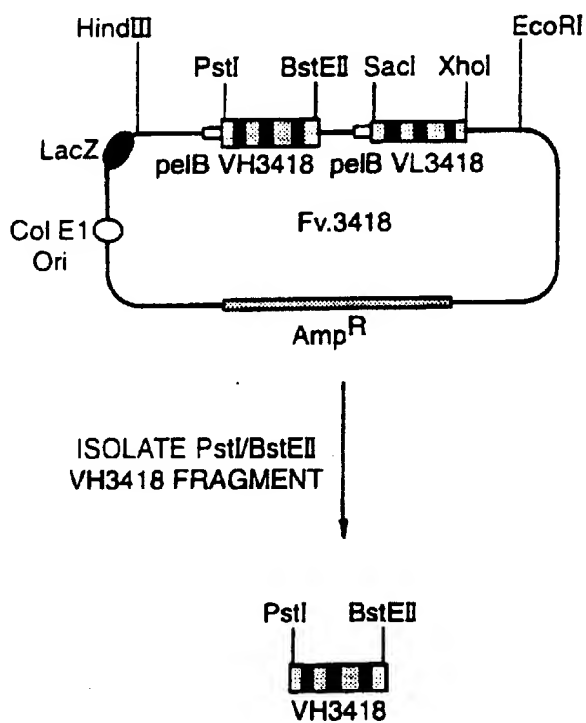 HindIII
EcoRI
PstI
BstEII
SacI
XhoI
LacZ
pelB VH3418
pelB VL3418
Col E1
Ori
Fv.3418
Amp^R
ISOLATE PstI/BstEII
VH3418 FRAGMENT
PstI
BstEII
VH3418